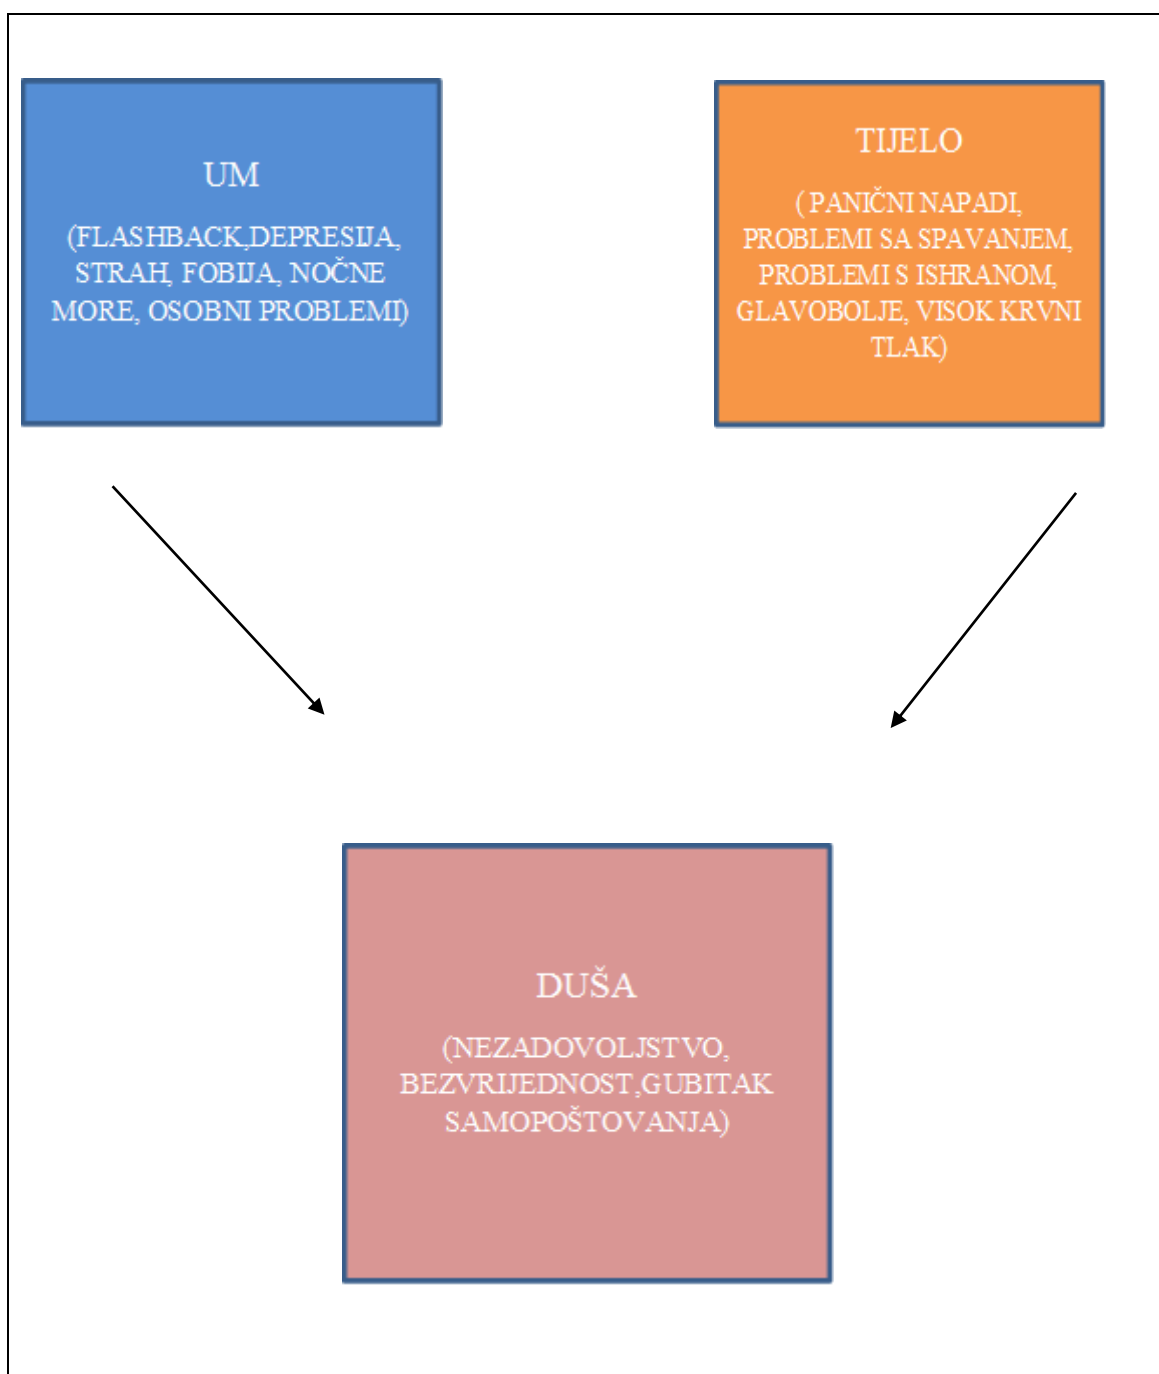 UM
(FLASHBACK,DEPRESIJA,
STRAH, FOBIJA, NOČNE
MORE, OSOBNI PROBLEMI)
TIJELO
( PANIČNI NAPADI,
PROBLEMI SA SPAVANJEM,
PROBLEMI S ISHRANOM,
GLAVOBOLJE, VISOK KRVNI
TLAK)
DUŠA
(NEZADOVOLJSTVO,
BEZVRIJEDNOST,GUBITAK
SAMOPOŠTOVANJA)